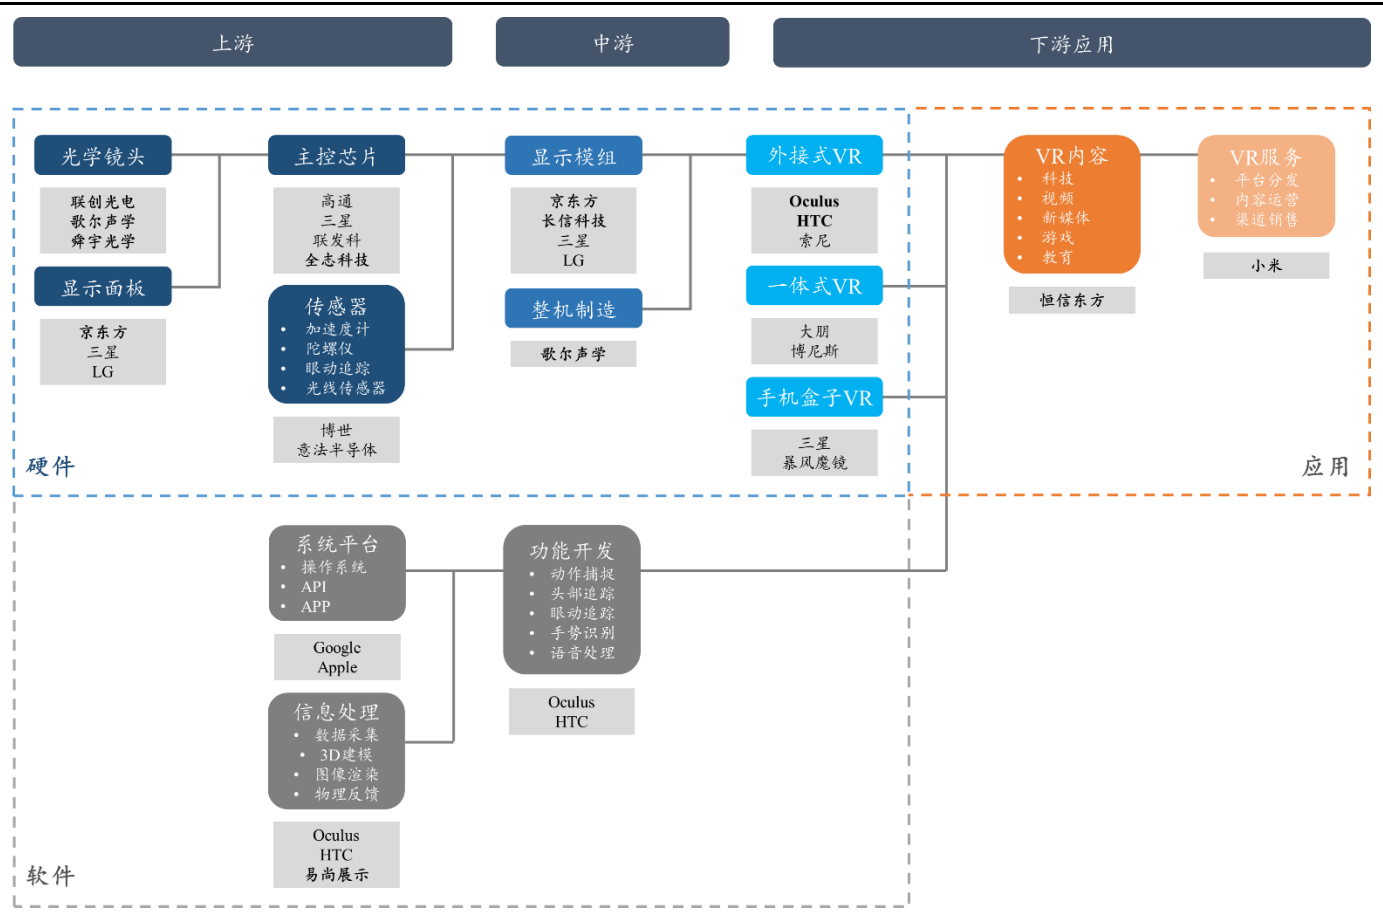 上游
中游
下游应用
光学镜头
联创光电
歌尔声学
舜宇光学
显示面板
京东方
三星
LG
主控芯片
高通
三星
联发科
全志科技
传感器
• 加速度计
• 陀螺仪
• 眼动追踪
• 光线传感器
博世
意法半导体
显示模组
京东方
长信科技
三星
LG
整机制造
歌尔声学
外接式VR
Oculus
HTC
索尼
一体式VR
大朋
博尼斯
手机盒子VR
三星
暴风魔镜
硬件
VR内容
• 科技
• 视频
• 新媒体
• 游戏
• 教育
恒信东方
VR服务
• 平台分发
• 内容运营
• 渠道销售
小米
应用
系统平台
• 操作系统
• API
• APP
Google
Apple
信息处理
• 数据采集
• 3D建模
• 图像渲染
• 物理反馈
Oculus
HTC
易尚展示
功能开发
• 动作捕捉
• 头部追踪
• 眼动追踪
• 手势识别
• 语音处理
Oculus
HTC
软件